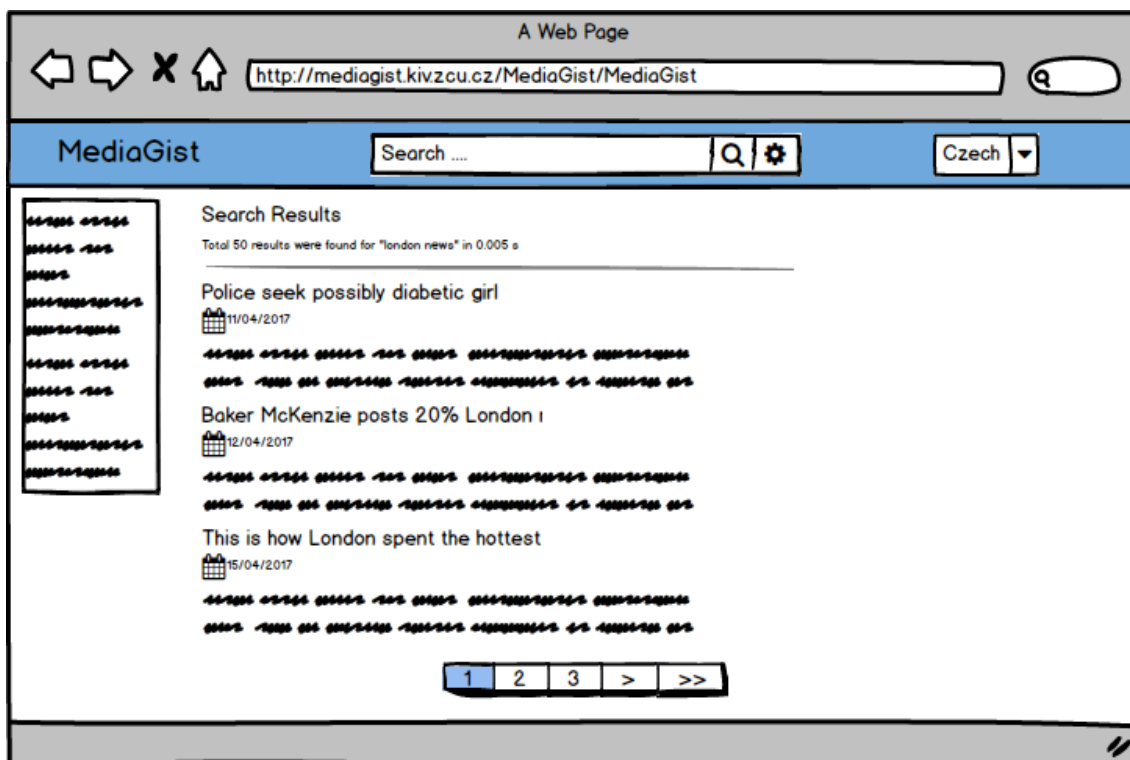 A Web Page
http://mediagist.kiv.zcu.cz/MediaGist/MediaGist
MediaGist
Search ....
Czech
Search Results
Total 50 results were found for "london news" in 0.005 s
Police seek possibly diabetic girl
11/04/2017
Baker McKenzie posts 20% London
12/04/2017
This is how London spent the hottest
15/04/2017
1 2 3 > >>